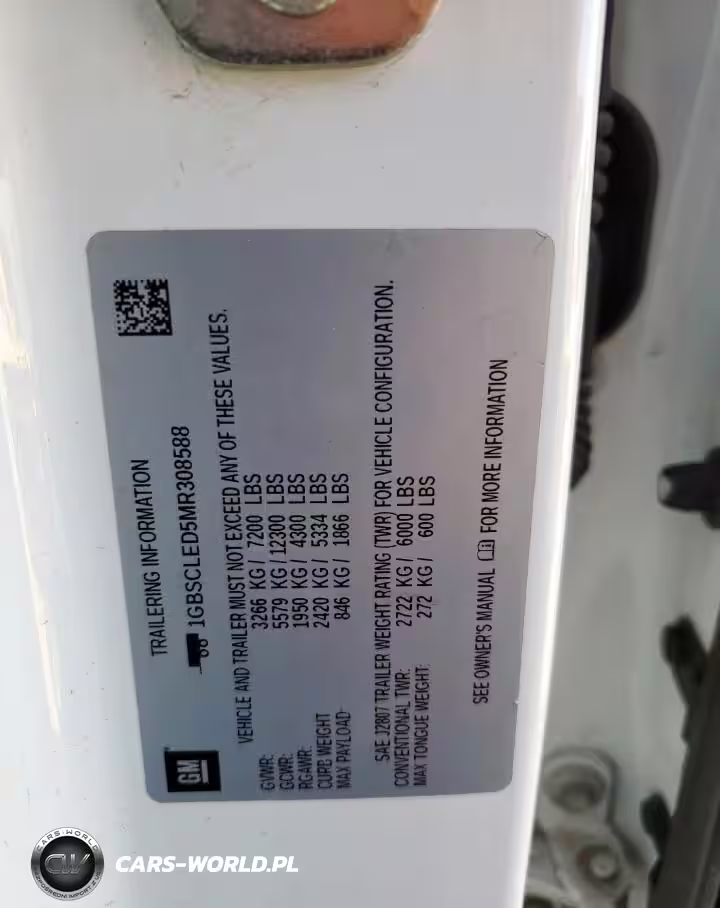 TRAILERING INFORMATION
1GBSCLED5MR308588
VEHICLE AND TRAILER MUST NOT EXCEED ANY OF THESE VALUES.
GVWR: 3266 KG / 7200 LBS
GCWR: 5579 KG / 12300 LBS
RGAWR: 1950 KG / 4300 LBS
CURB WEIGHT 2420 KG / 5334 LBS
MAX PAYLOAD: 846 KG / 1866 LBS
SAE J2807 TRAILER WEIGHT RATING (TWR) FOR VEHICLE CONFIGURATION.
CONVENTIONAL TWR: 2722 KG / 6000 LBS
MAX TONGUE WEIGHT: 272 KG / 600 LBS
SEE OWNER'S MANUAL FOR MORE INFORMATION
GM
CARS-WORLD
CW
CARS-WORLD.PL